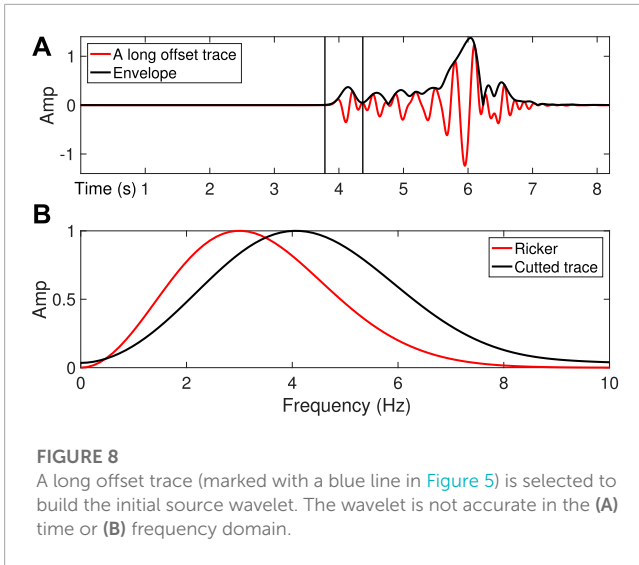 A
A long offset trace
Envelope
Amp
1
0
-1
Time (s) 1 2 3 4 5 6 7 8
B
Ricker
Cutted trace
Amp
1
0.5
0
0 2 4 6 8 10
Frequency (Hz)
FIGURE 8
A long offset trace (marked with a blue line in Figure 5) is selected to
build the initial source wavelet. The wavelet is not accurate in the (A)
time or (B) frequency domain.